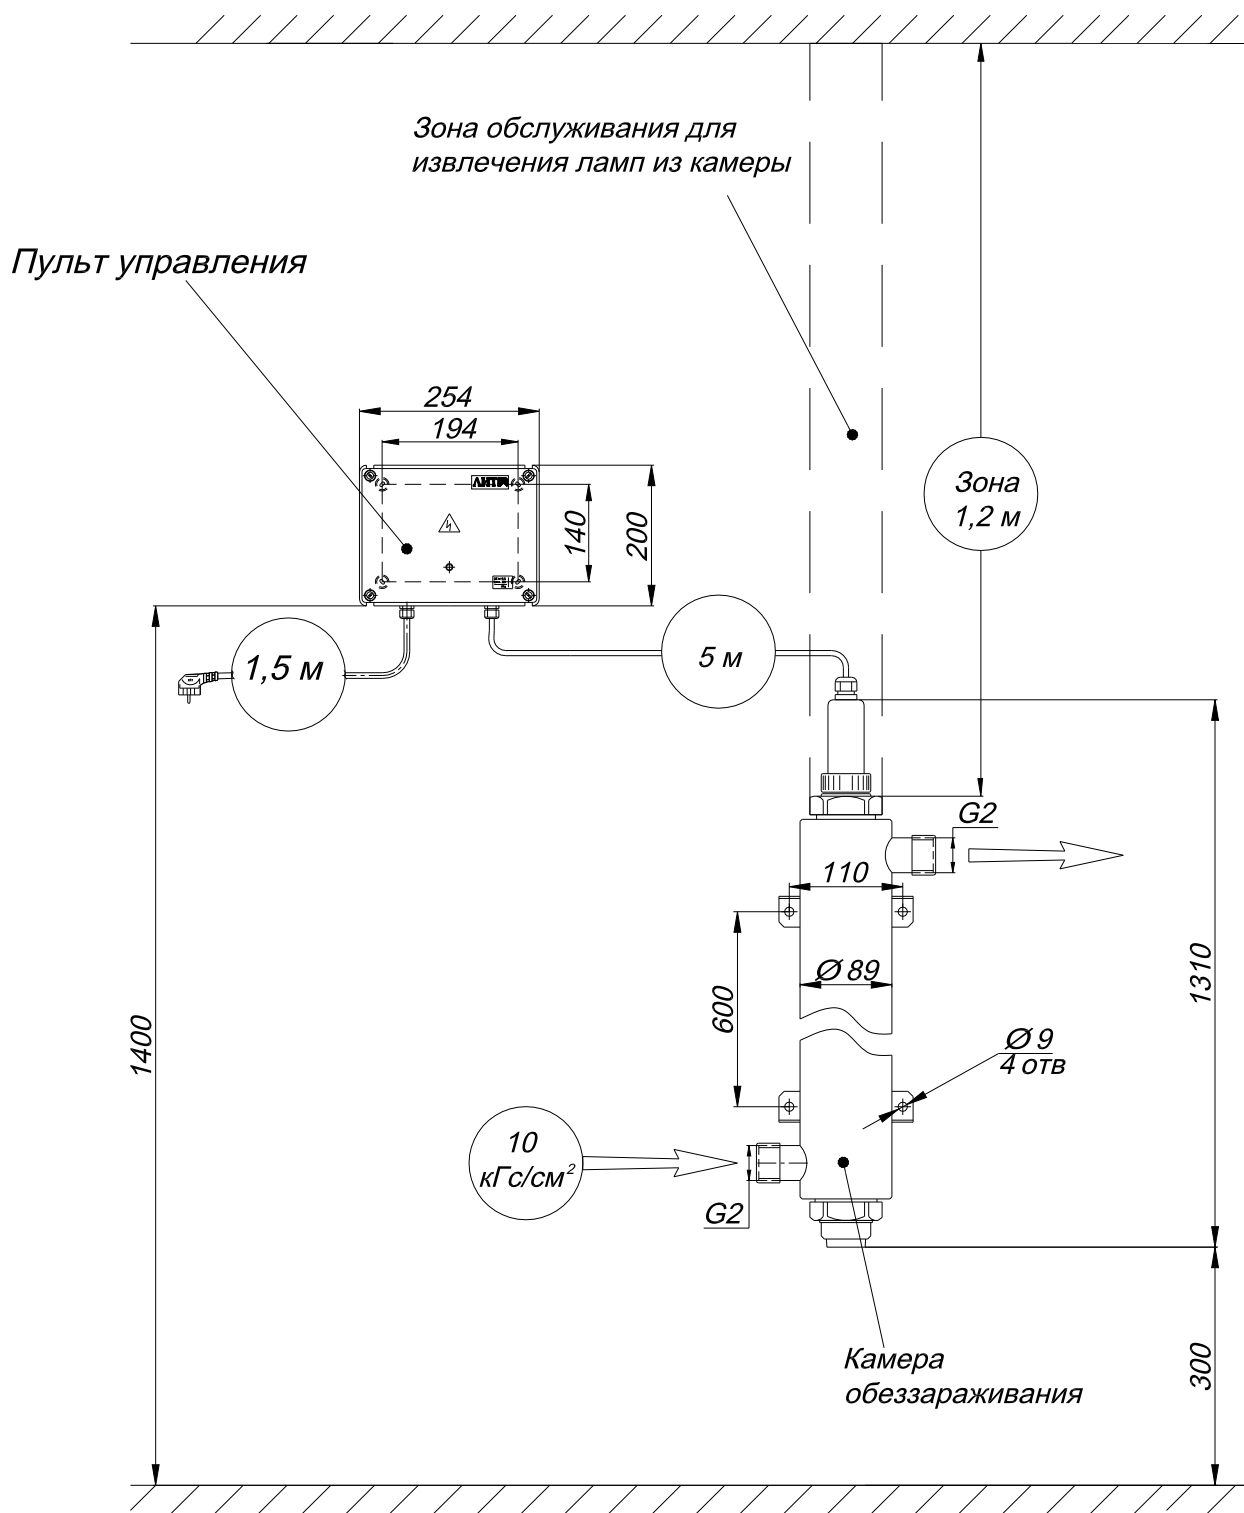 Зона обслуживания для
извлечения ламп из камеры
Пульт управления
254
194
ЛИТ
140
200
Зона
1,2 м
1,5 м
5 м
G2
110
Ø 89
600
1310
1400
Ø 9
4 отв
10
кГс/см²
G2
Камера
обеззараживания
300